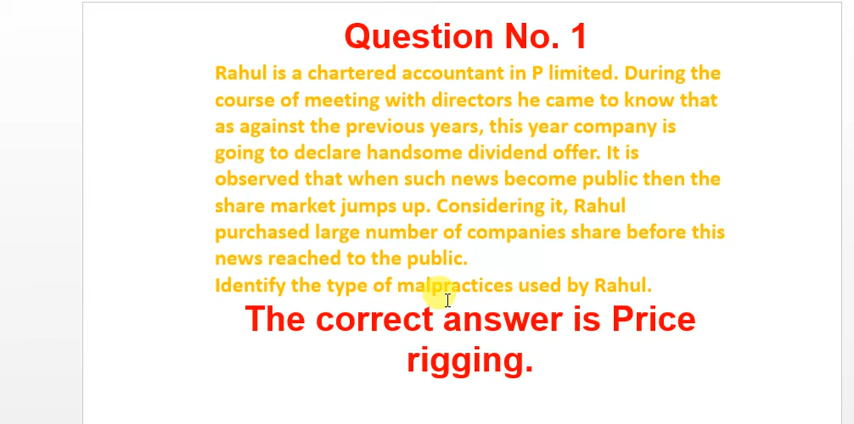 Question No. 1
Rahul is a chartered accountant in P limited. During the
course of meeting with directors he came to know that
as against the previous years, this year company is
going to declare handsome dividend offer. It is
observed that when such news become public then the
share market jumps up. Considering it, Rahul
purchased large number of companies share before this
news reached to the public.
Identify the type of malpractices used by Rahul.
The correct answer is Price
rigging.